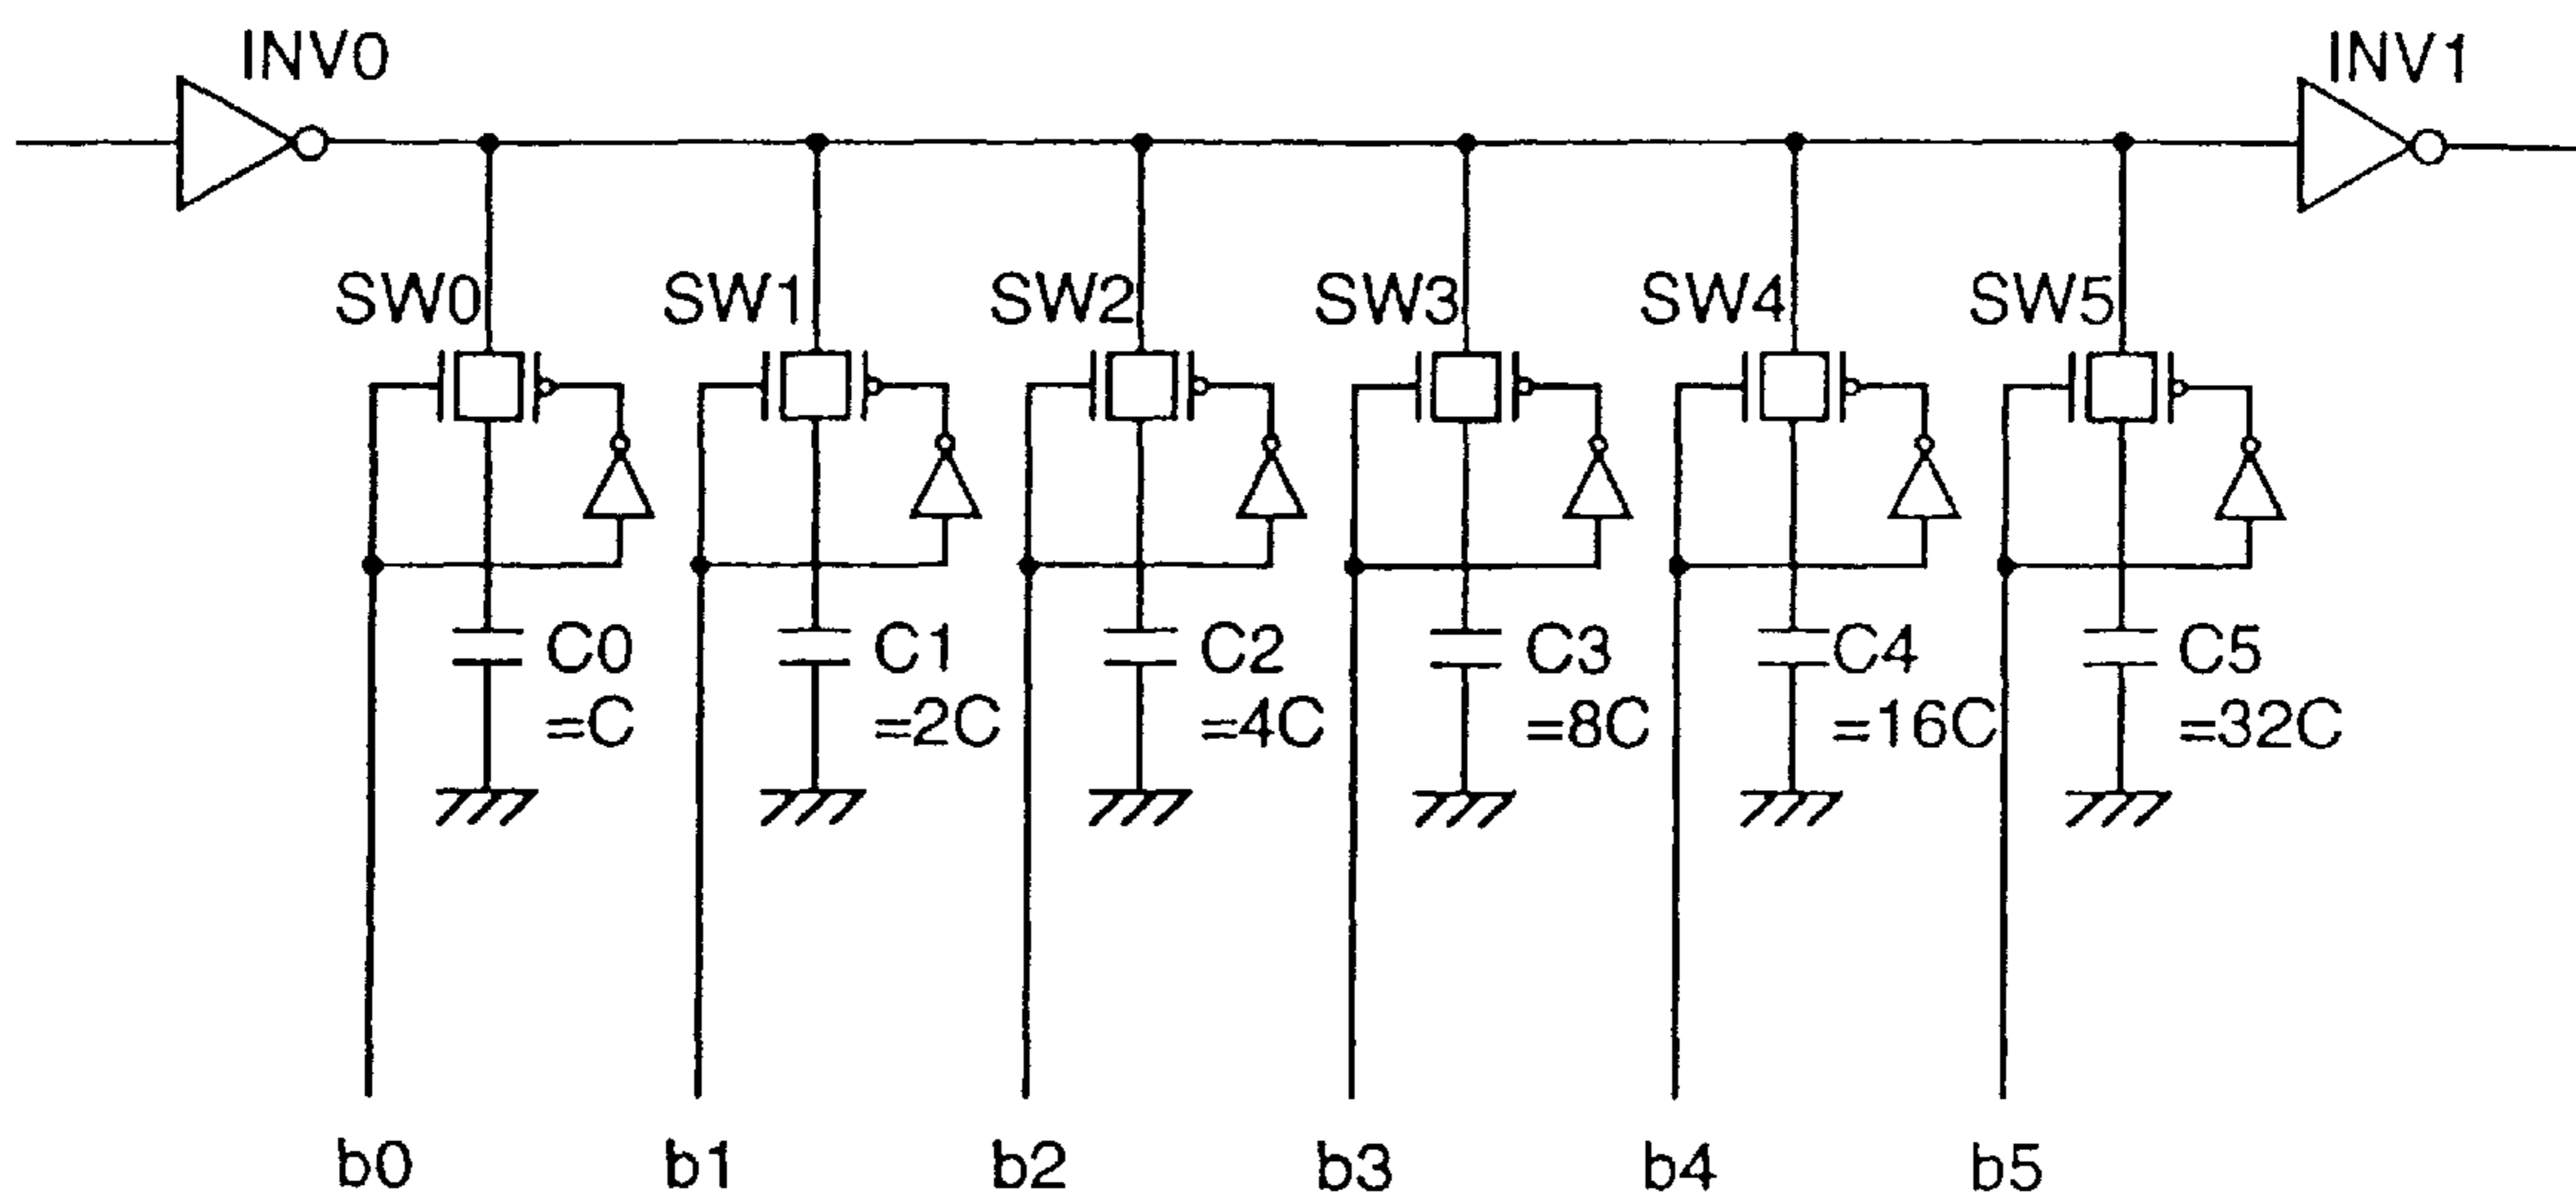 INV0 INV1
SW0 SW1 SW2 SW3 SW4 SW5
C0 C1 C2 C3 C4 C5
=C =2C =4C =8C =16C =32C
b0 b1 b2 b3 b4 b5